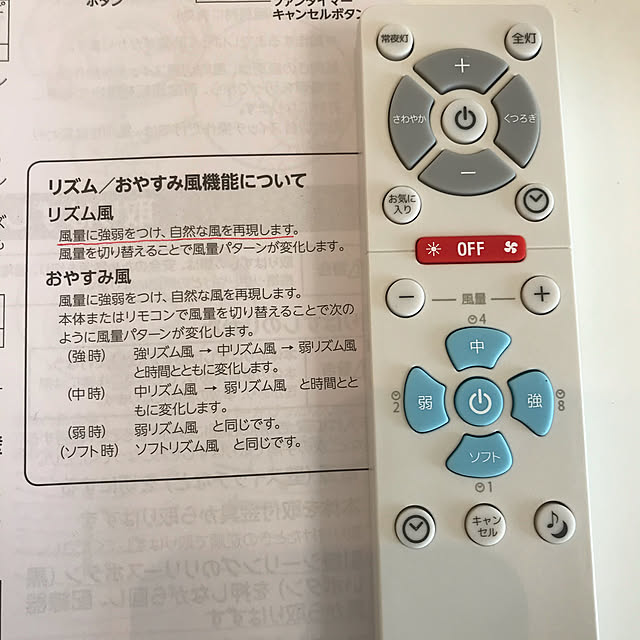 ボタン
ファンタイマー
キャンセルボタン
リズム/おやすみ風機能について
リズム風
風量に強弱をつけ、自然な風を再現します。
風量を切り替えることで風量パターンが変化します。
おやすみ風
風量に強弱をつけ、自然な風を再現します。
本体またはリモコンで風量を切り替えることで次の
ように風量パターンが変化します。
(強時) 強リズム風 → 中リズム風 → 弱リズム風
と時間とともに変化します。
(中時) 中リズム風 → 弱リズム風 と時間とと
もに変化します。
(弱時) 弱リズム風 と同じです。
(ソフト時) ソフトリズム風 と同じです。
常夜灯
全灯
+
さわやか
くつろぎ
−
お気に
入り
OFF
− 風量 +
4
中
2
弱
強
8
ソフト
1
キャン
セル